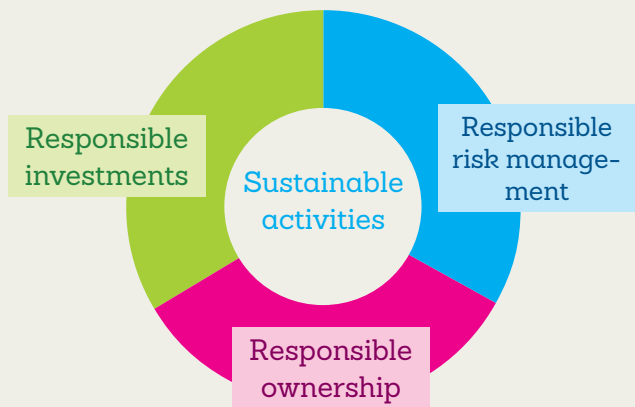 Responsible
investments
Sustainable
activities
Responsible
risk manage-
ment
Responsible
ownership